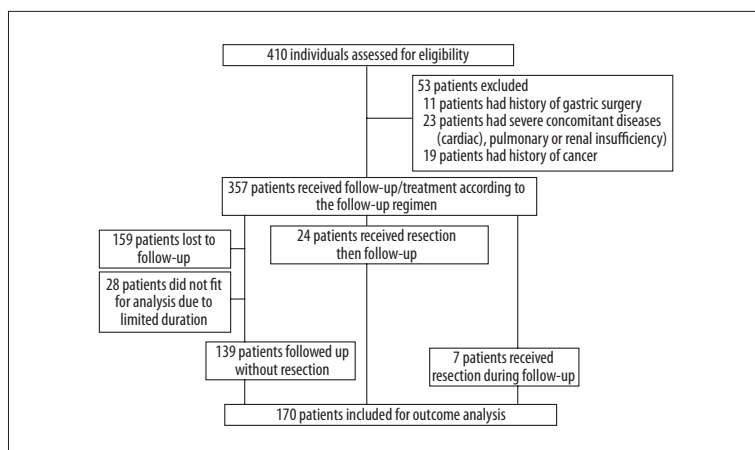 410 individuals assessed for eligibility
53 patients excluded
11 patients had history of gastric surgery
23 patients had severe concomitant diseases
(cardiac), pulmonary or renal insufficiency)
19 patients had history of cancer
357 patients received follow-up/treatment according to
the follow-up regimen
159 patients lost to
follow-up
24 patients received resection
then follow-up
28 patients did not fit
for analysis due to
limited duration
139 patients followed up
without resection
7 patients received
resection during follow-up
170 patients included for outcome analysis